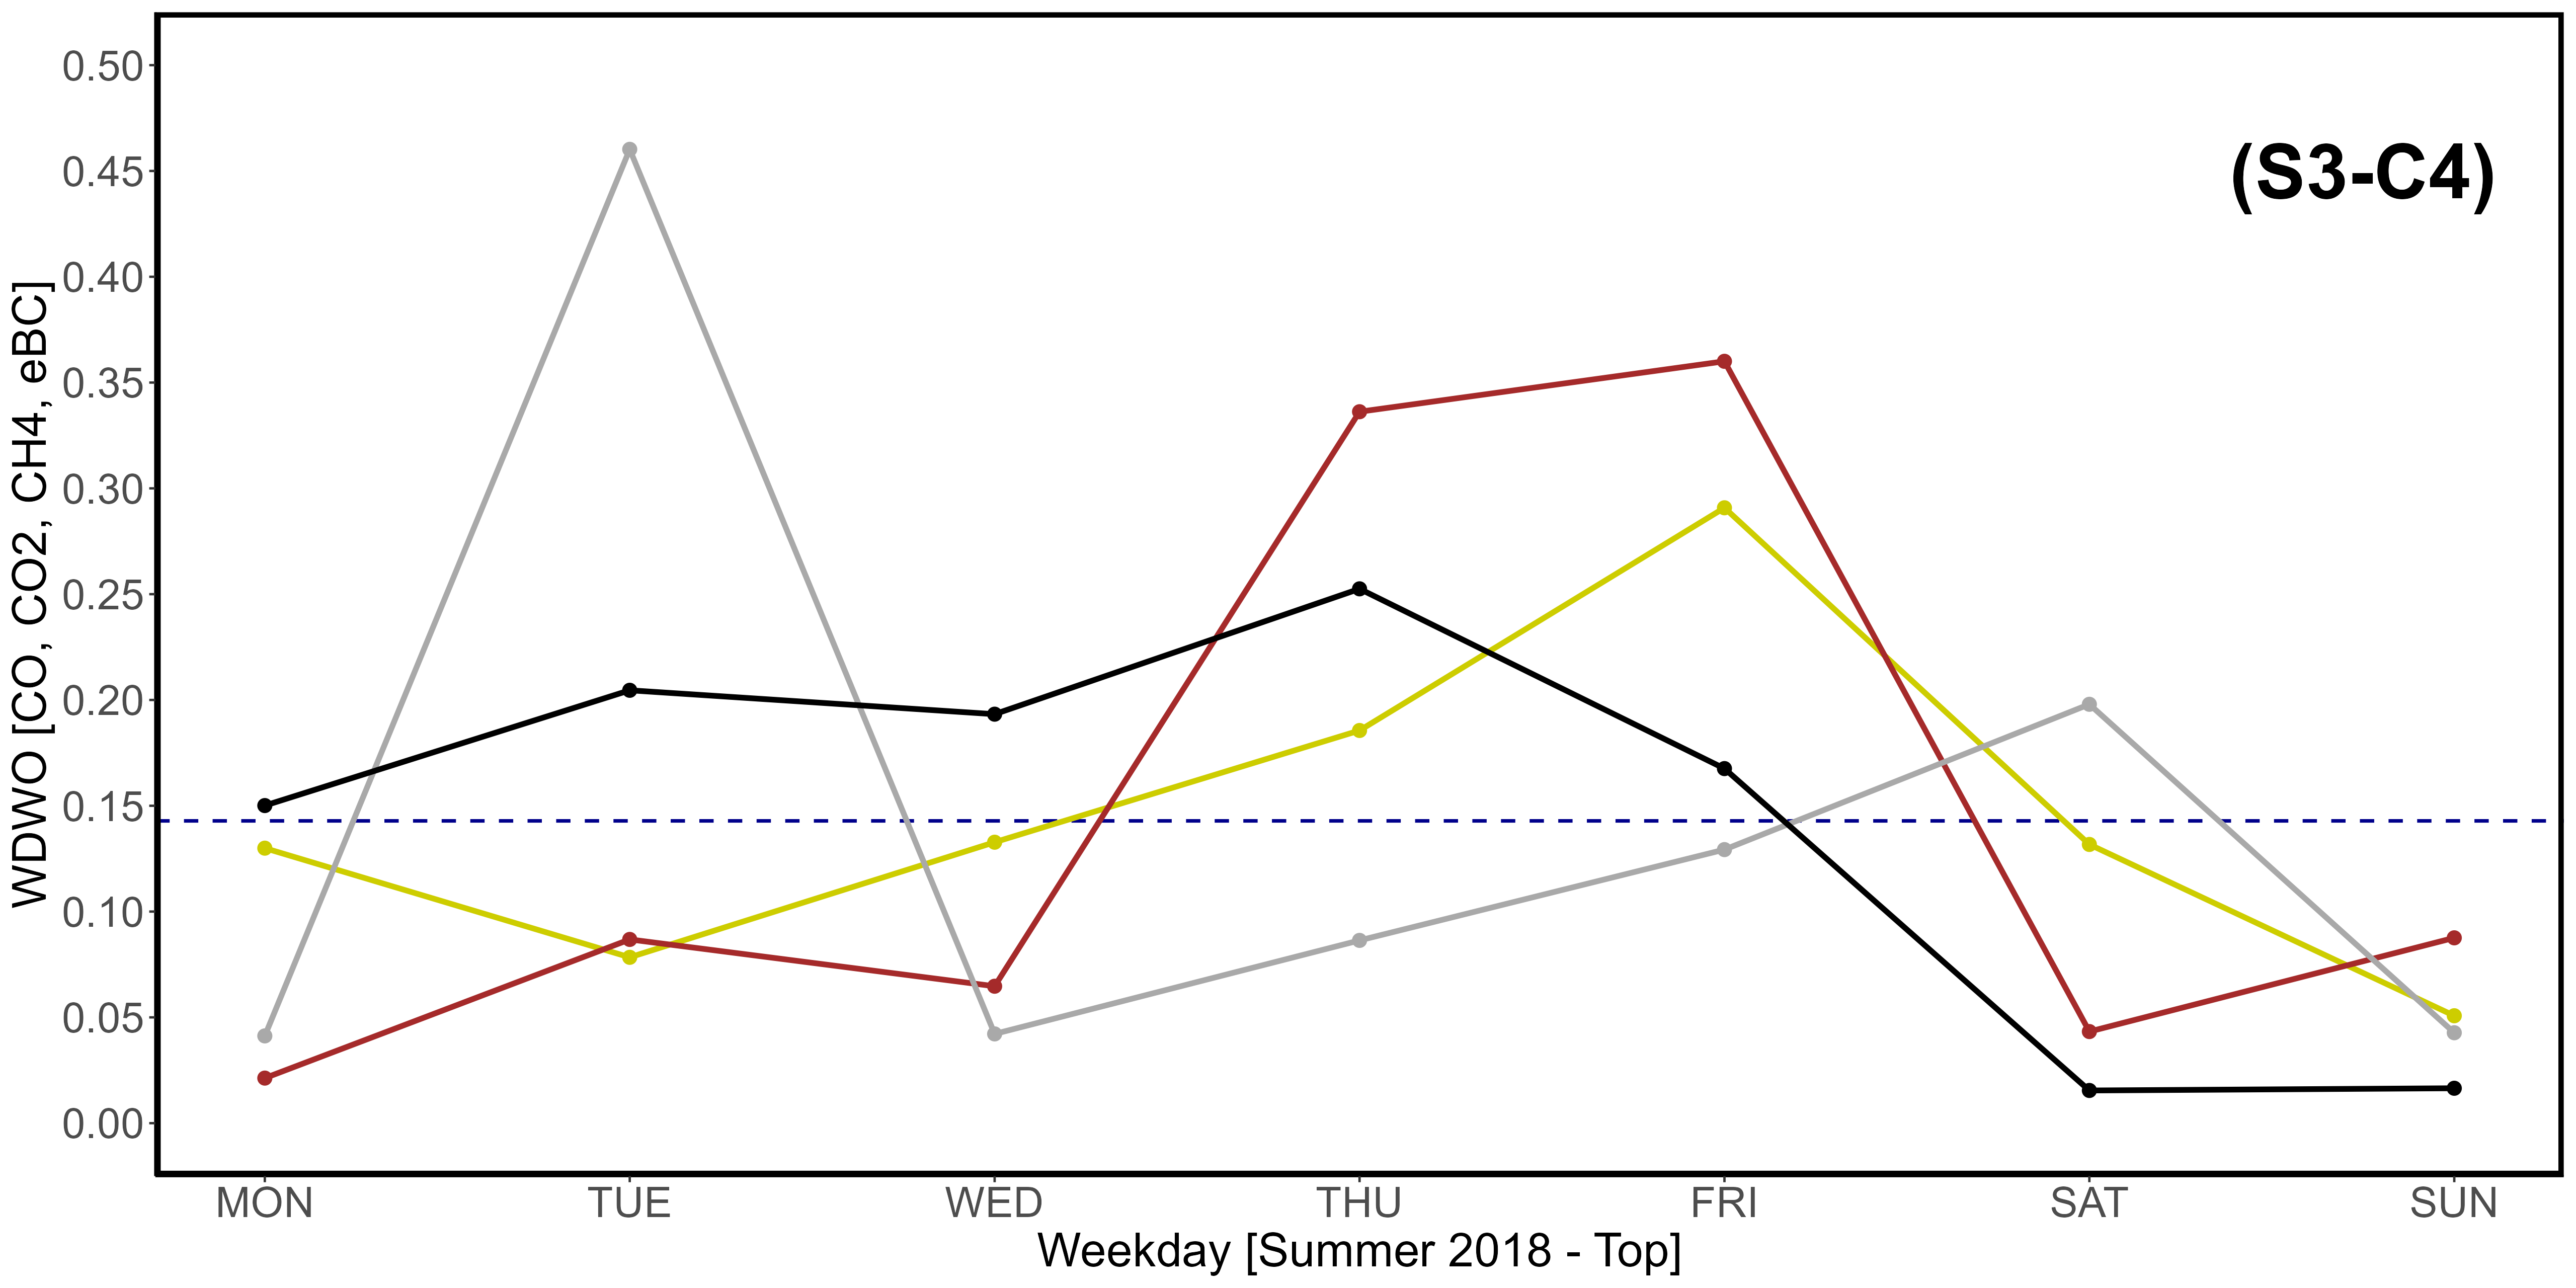 (S3-C4)
WDWO [CO, CO2, CH4, eBC]
0.50
0.45
0.40
0.35
0.30
0.25
0.20
0.15
0.10
0.05
0.00
MON TUE WED THU FRI SAT SUN
Weekday [Summer 2018 - Top]